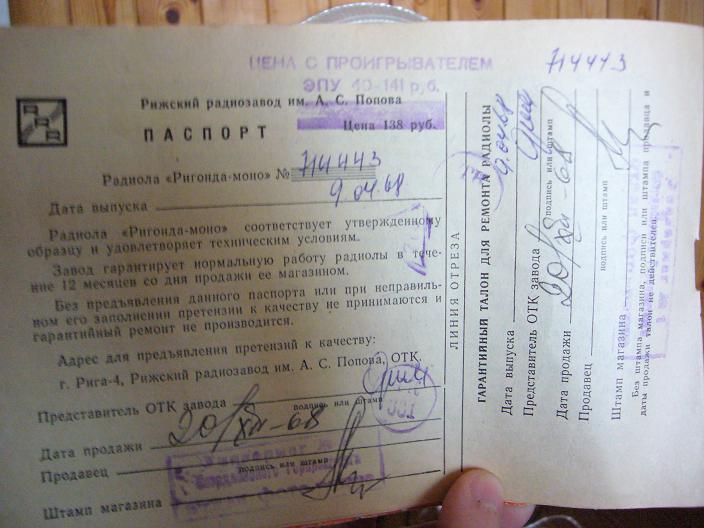 ЦЕНА С ПРОИГРЫВАТЕЛЕМ
ЭПУ 40-141 руб.
714443
RRR
Рижский радиозавод им. А. С. Попова
ПАСПОРТ
Цена 138 руб.
Радиола «Ригонда-моно» № 714443
Дата выпуска 9.04.68
Радиола «Ригонда-моно» соответствует утвержденному
образцу и удовлетворяет техническим условиям.
Завод гарантирует нормальную работу радиолы в тече-
ние 12 месяцев со дня продажи ее магазином.
Без предъявления данного паспорта или при неправиль-
ном его заполнении претензии к качеству не принимаются и
гарантийный ремонт не производится.
Адрес для предъявления претензий к качеству:
г. Рига-4, Рижский радиозавод им. А. С. Попова, ОТК.
Представитель ОТК завода
подпись или штамп
Дата продажи 20/XII-68
Продавец
подпись или штамп
Штамп магазина
ЛИНИЯ ОТРЕЗА
ГАРАНТИЙНЫЙ ТАЛОН ДЛЯ РЕМОНТА РАДИОЛЫ
Дата выпуска 9.04.68
Представитель ОТК завода
подпись или штамп
Дата продажи 20/XII-68
Продавец
подпись или штамп
Штамп магазина
Без штампа магазина, подписи или штампа продавца и
даты продажи талон не действителен.